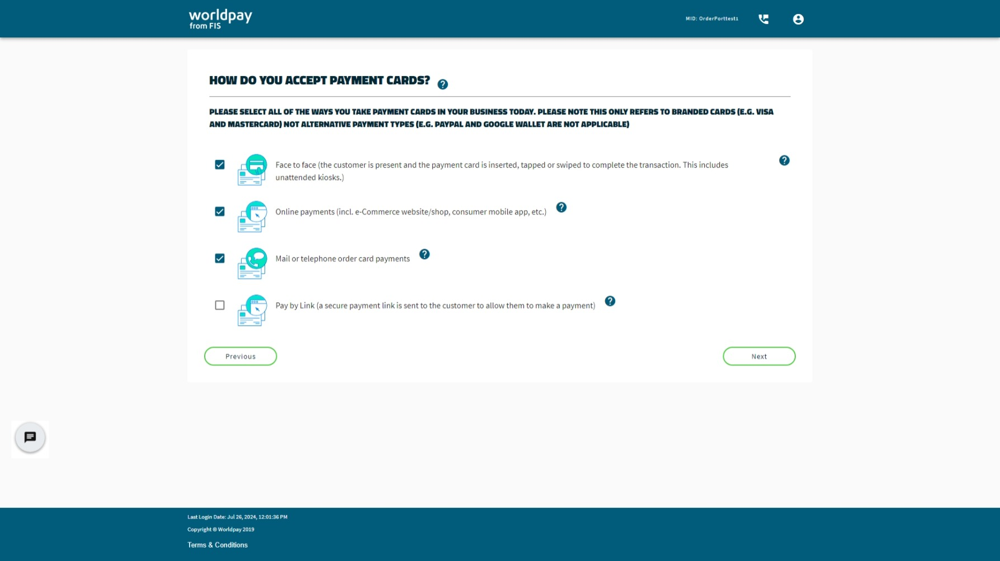 worldpay
from FIS
MID: OrderPorttest1
HOW DO YOU ACCEPT PAYMENT CARDS?
PLEASE SELECT ALL OF THE WAYS YOU TAKE PAYMENT CARDS IN YOUR BUSINESS TODAY. PLEASE NOTE THIS ONLY REFERS TO BRANDED CARDS (E.G. VISA
AND MASTERCARD) NOT ALTERNATIVE PAYMENT TYPES (E.G. PAYPAL AND GOOGLE WALLET ARE NOT APPLICABLE)
Face to face (the customer is present and the payment card is inserted, tapped or swiped to complete the transaction. This includes
unattended kiosks.)
Online payments (incl. e-Commerce website/shop, consumer mobile app, etc.)
Mail or telephone order card payments
Pay by Link (a secure payment link is sent to the customer to allow them to make a payment)
Previous
Next
Last Login Date: Jul 26, 2024, 12:01:36 PM
Copyright © Worldpay 2019
Terms & Conditions